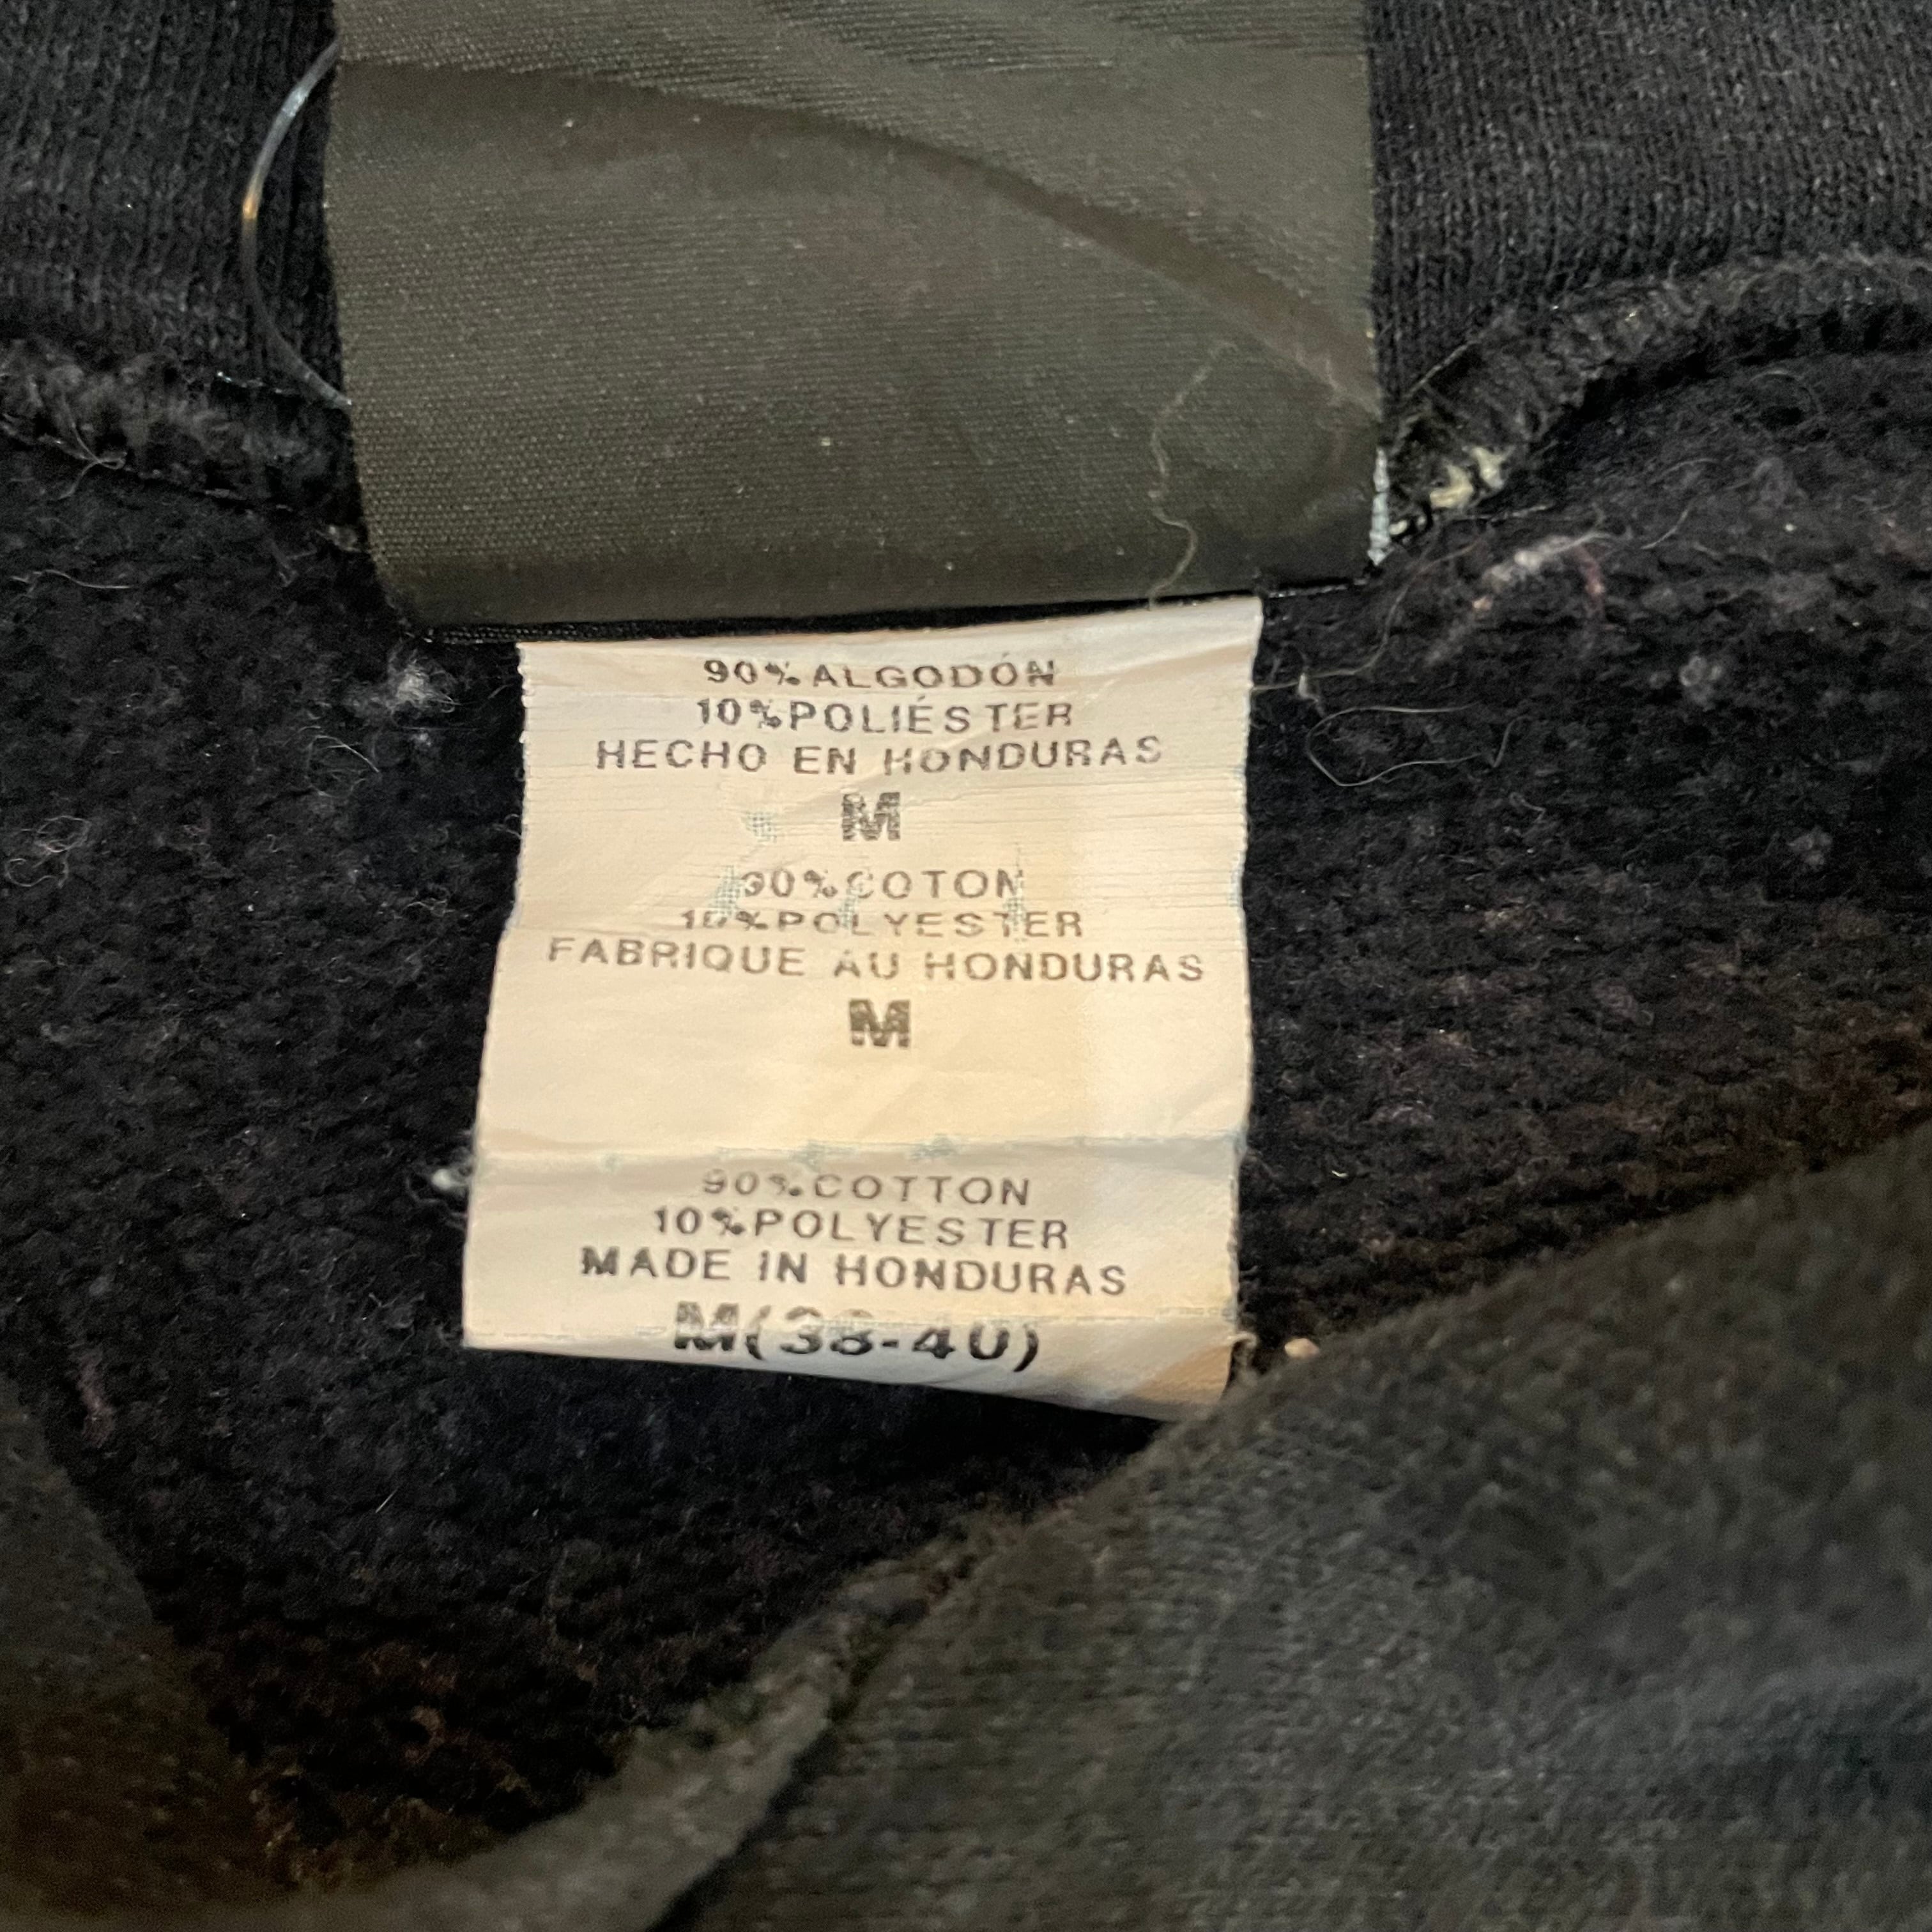 90% ALGODÓN
10% POLIÉSTER
HECHO EN HONDURAS
M
90% COTON
10% POLYESTER
FABRIQUE AU HONDURAS
M
90% COTTON
10% POLYESTER
MADE IN HONDURAS
M(38-40)